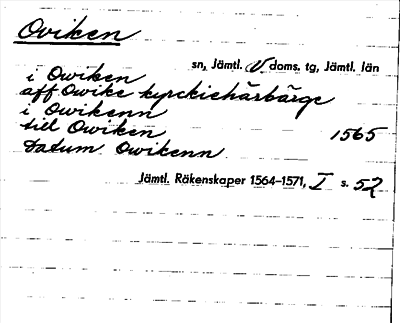 Oviken
sn, Jämtl. V doms. tg, Jämtl. län
i Owiken
aff Owike kyrckiehärbärge
i Owikenn
till Owiken 1565
Datum Owikenn
Jämtl. Räkenskaper 1564-1571, I s. 52